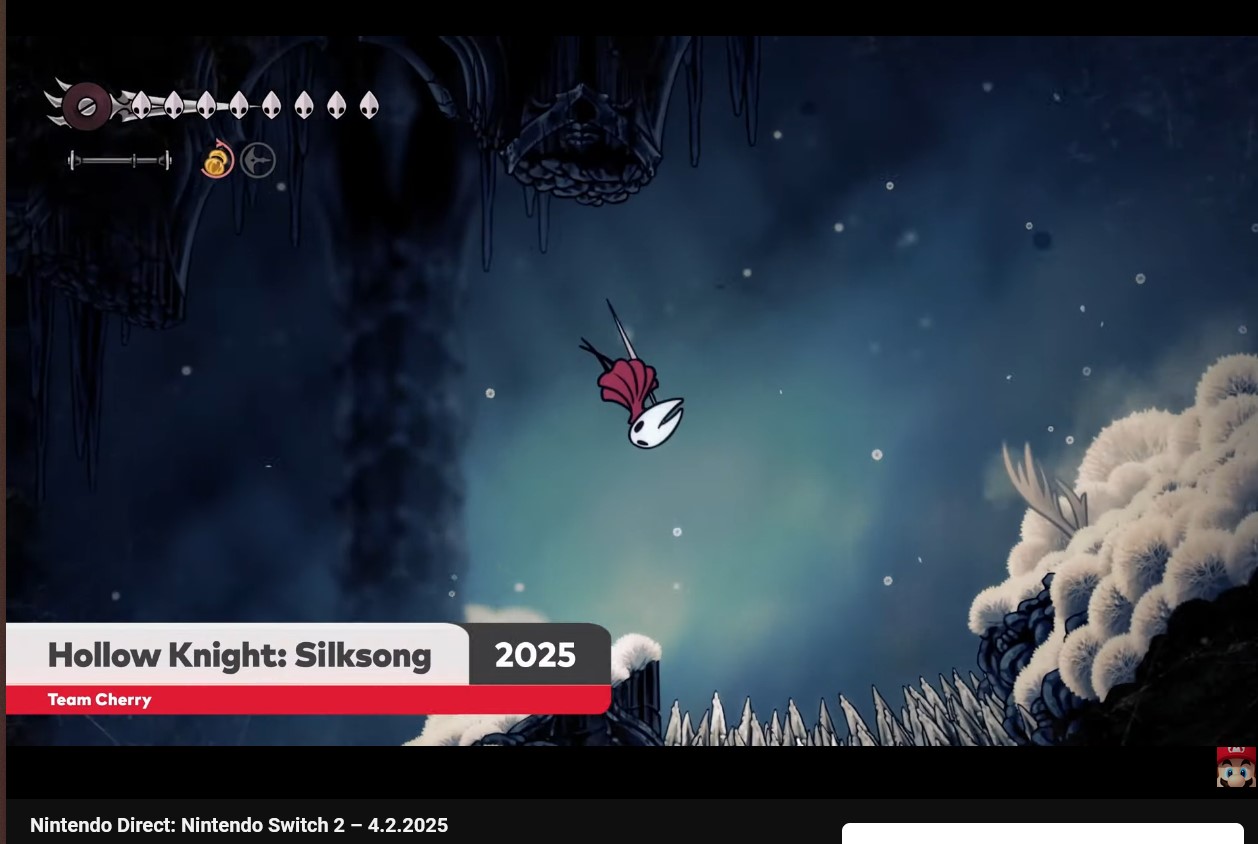 Hollow Knight: Silksong 2025
Team Cherry
Nintendo Direct: Nintendo Switch 2 – 4.2.2025